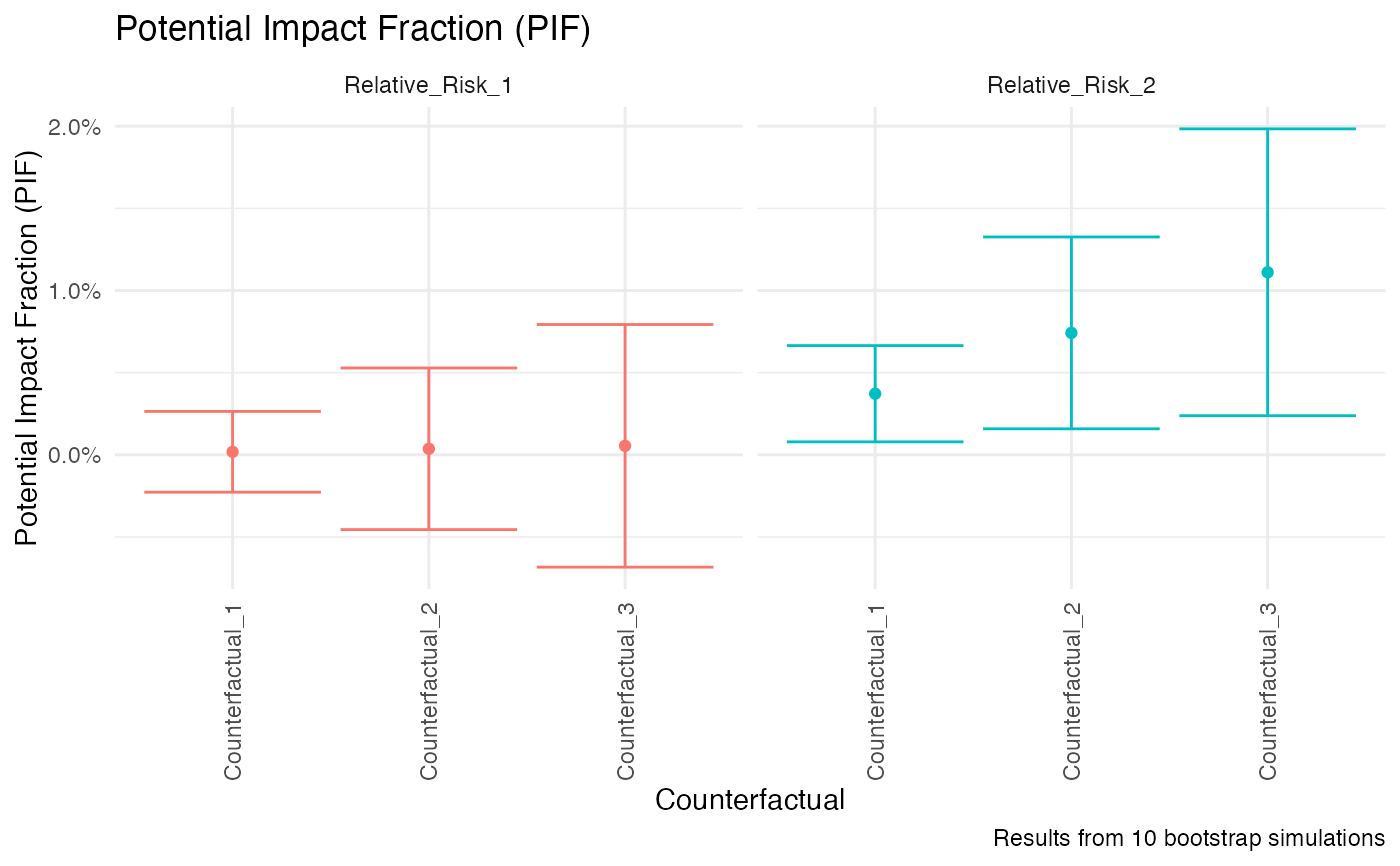 Potential Impact Fraction (PIF)
Relative_Risk_1
Relative_Risk_2
Potential Impact Fraction (PIF)
2.0%
1.0%
0.0%
Counterfactual_1
Counterfactual_2
Counterfactual_3
Counterfactual_1
Counterfactual_2
Counterfactual_3
Counterfactual
Results from 10 bootstrap simulations